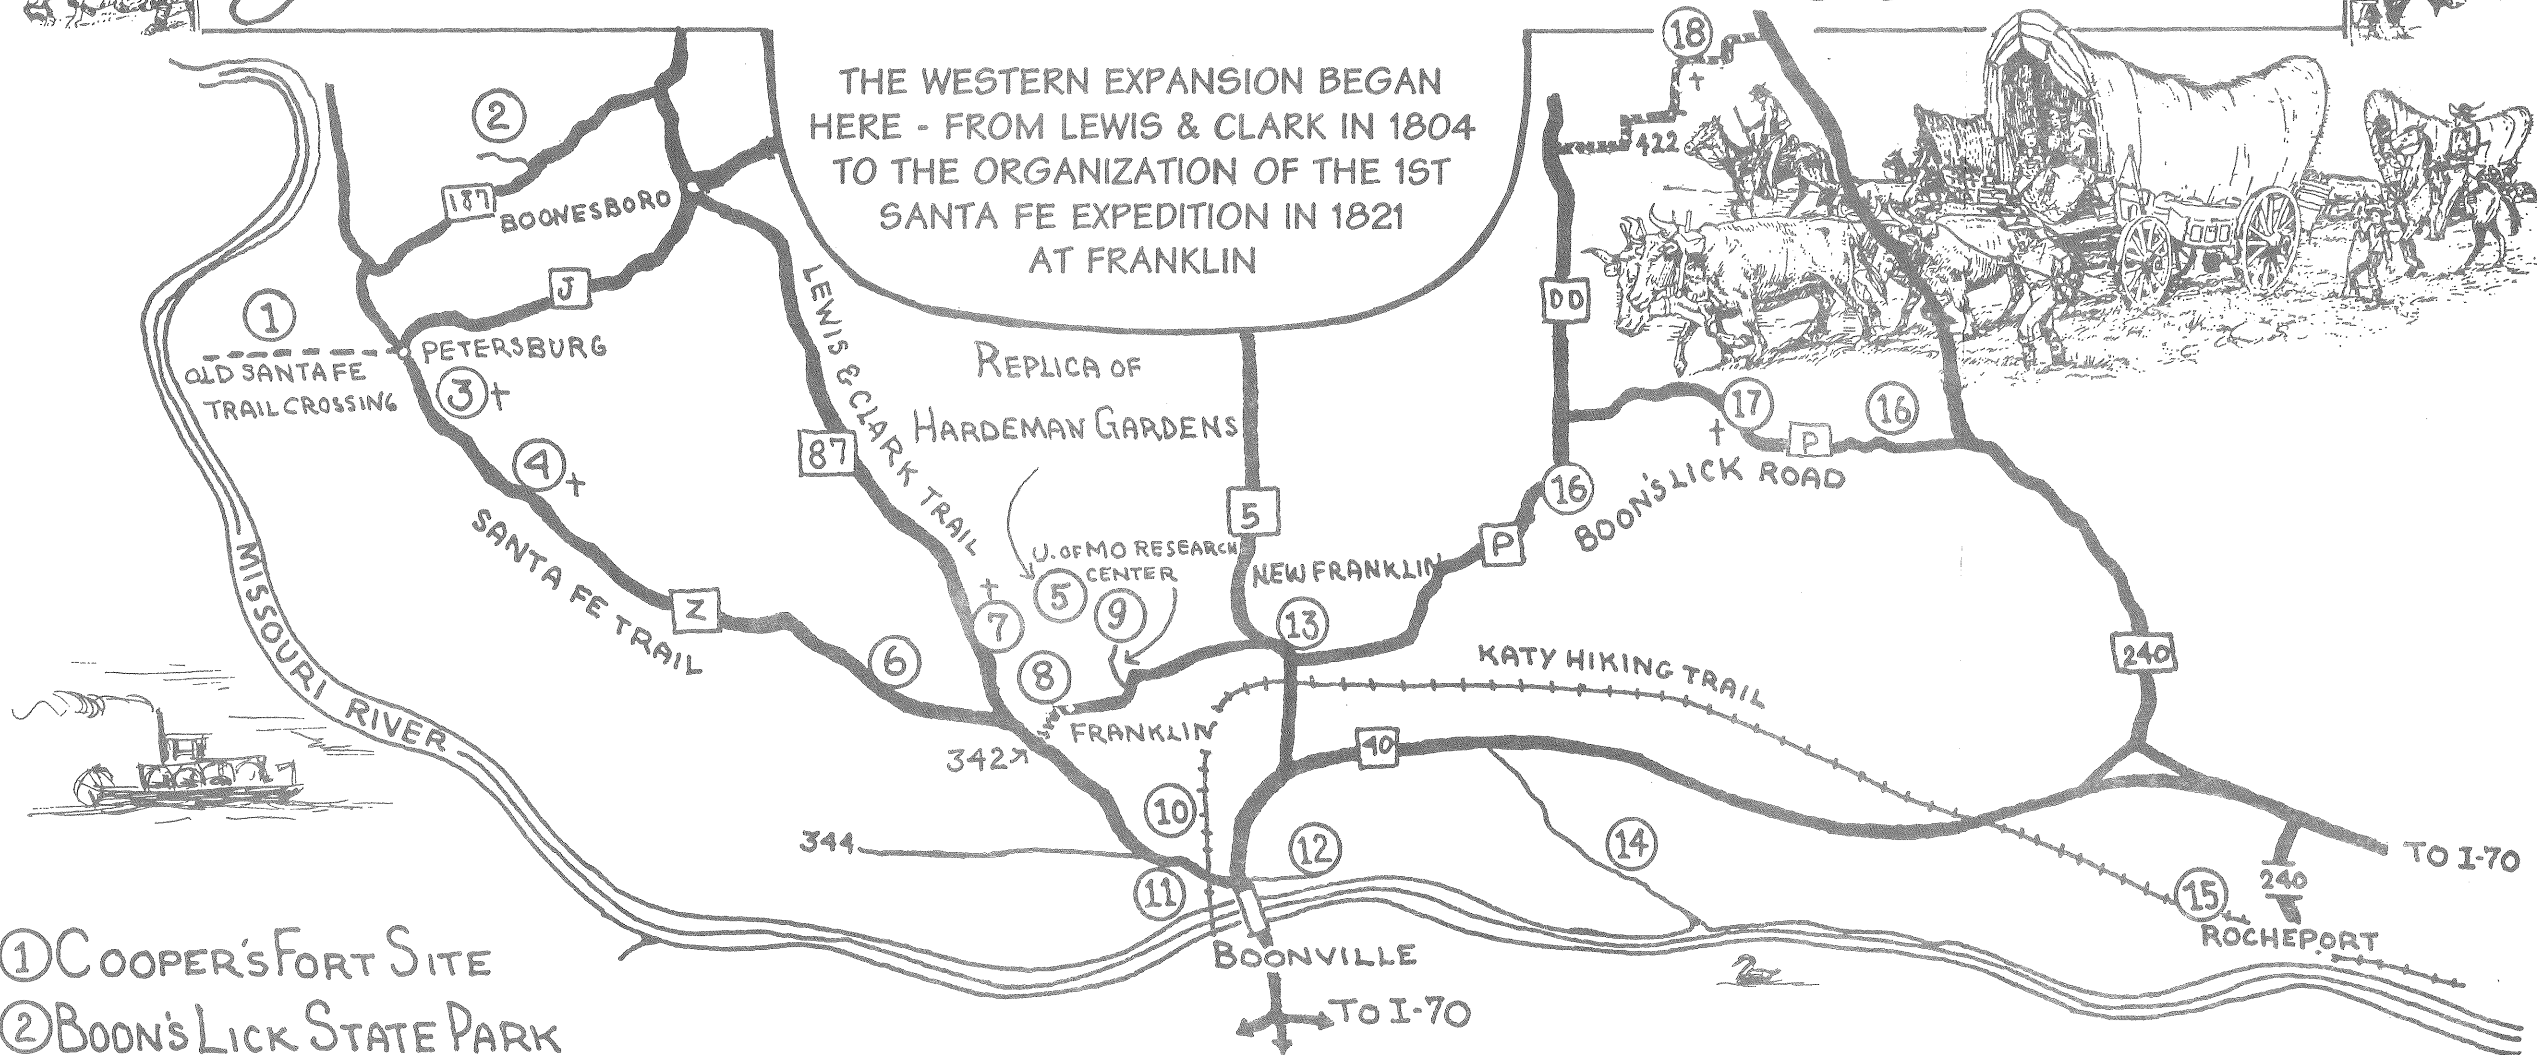 THE WESTERN EXPANSION BEGAN
HERE - FROM LEWIS & CLARK IN 1804
TO THE ORGANIZATION OF THE 1ST
SANTA FE EXPEDITION IN 1821
AT FRANKLIN
18
422
2
187
BOONESBORO
J
DD
1
PETERSBURG
OLD SANTA FE
TRAIL CROSSING
3
4
LEWIS & CLARK TRAIL
87
REPLICA OF
HARDEMAN GARDENS
5
17
16
P
BOON'S LICK ROAD
16
P
SANTA FE TRAIL
Z
U. OF MO RESEARCH
CENTER
NEW FRANKLIN
5
9
7
13
6
8
KATY HIKING TRAIL
240
MISSOURI RIVER
FRANKLIN
342
40
10
344
12
14
11
TO I-70
240
15
ROCHEPORT
BOONVILLE
TO I-70
1 COOPER'S FORT SITE
2 BOON'S LICK STATE PARK